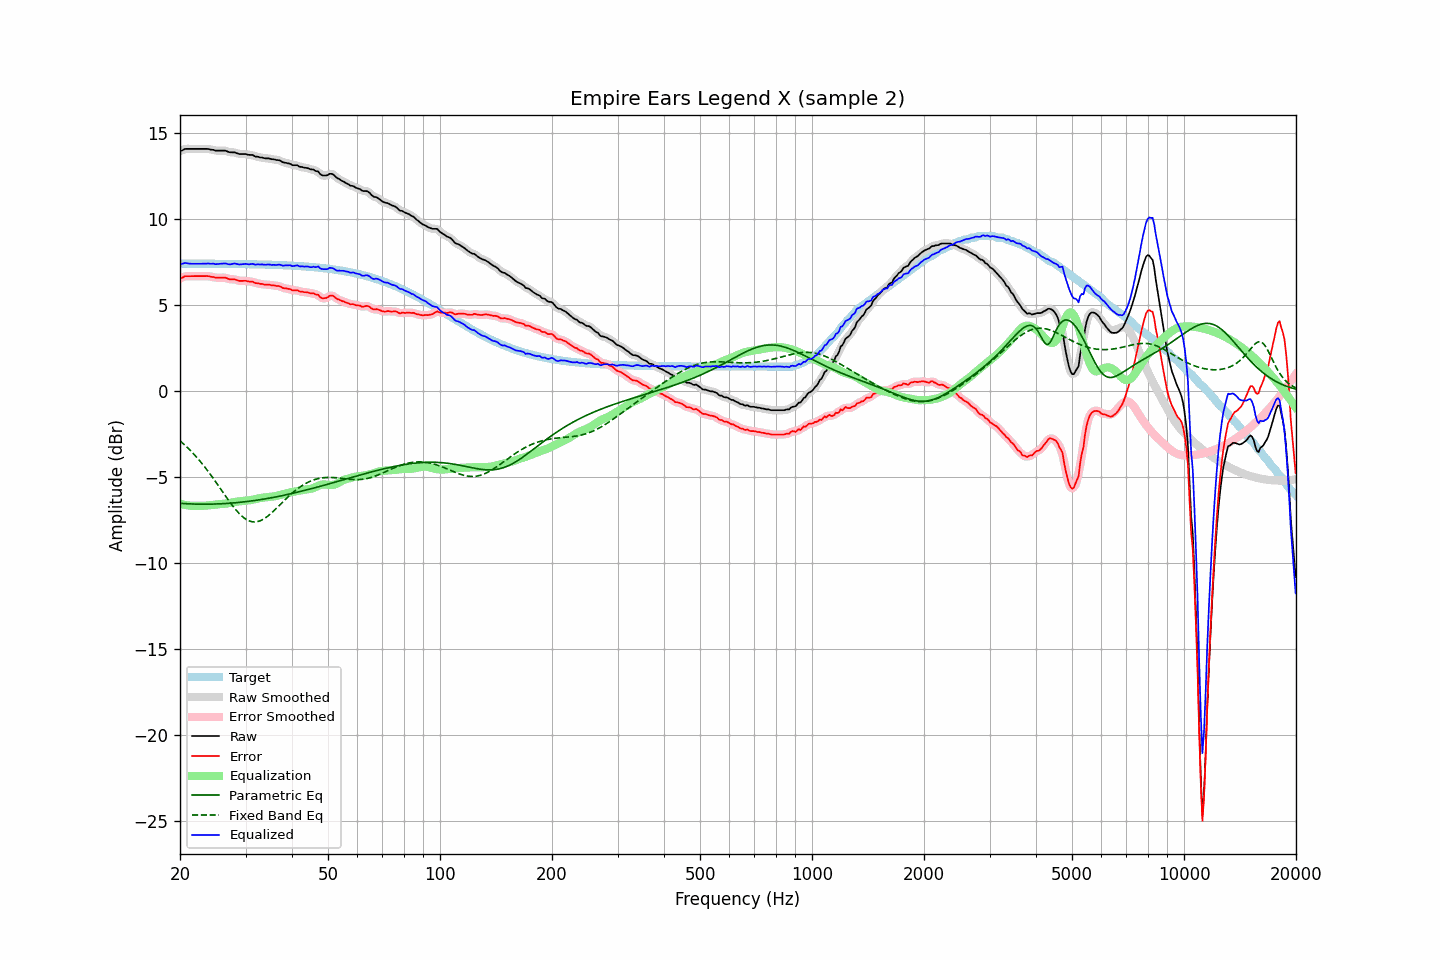 Empire Ears Legend X (sample 2)
15
10
5
0
−5
−10
−15
−20
−25
Amplitude (dBr)
Target
Raw Smoothed
Error Smoothed
Raw
Error
Equalization
Parametric Eq
Fixed Band Eq
Equalized
20 50 100 200 500 1000 2000 5000 10000 20000
Frequency (Hz)